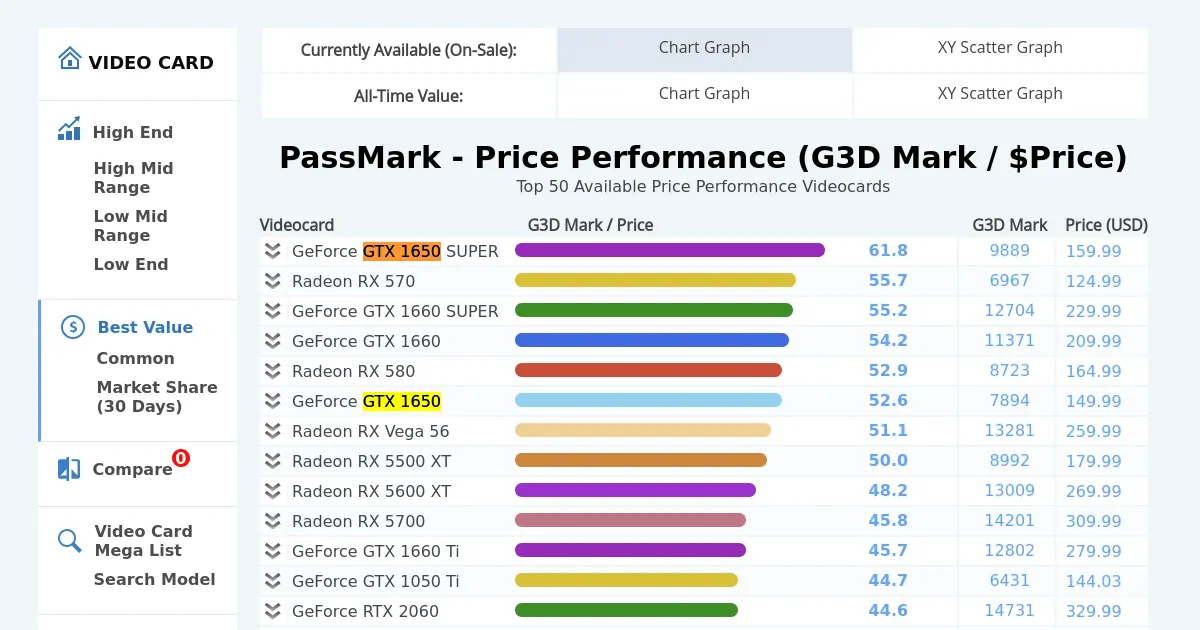 VIDEO CARD
High End
High Mid
Range
Low Mid
Range
Low End
$ Best Value
Common
Market Share
(30 Days)
Compare 0
Video Card
Mega List
Search Model
Currently Available (On-Sale): Chart Graph XY Scatter Graph
All-Time Value: Chart Graph XY Scatter Graph
PassMark - Price Performance (G3D Mark / $Price)
Top 50 Available Price Performance Videocards
Videocard G3D Mark / Price G3D Mark Price (USD)
GeForce GTX 1650 SUPER 61.8 9889 159.99
Radeon RX 570 55.7 6967 124.99
GeForce GTX 1660 SUPER 55.2 12704 229.99
GeForce GTX 1660 54.2 11371 209.99
Radeon RX 580 52.9 8723 164.99
GeForce GTX 1650 52.6 7894 149.99
Radeon RX Vega 56 51.1 13281 259.99
Radeon RX 5500 XT 50.0 8992 179.99
Radeon RX 5600 XT 48.2 13009 269.99
Radeon RX 5700 45.8 14201 309.99
GeForce GTX 1660 Ti 45.7 12802 279.99
GeForce GTX 1050 Ti 44.7 6431 144.03
GeForce RTX 2060 44.6 14731 329.99